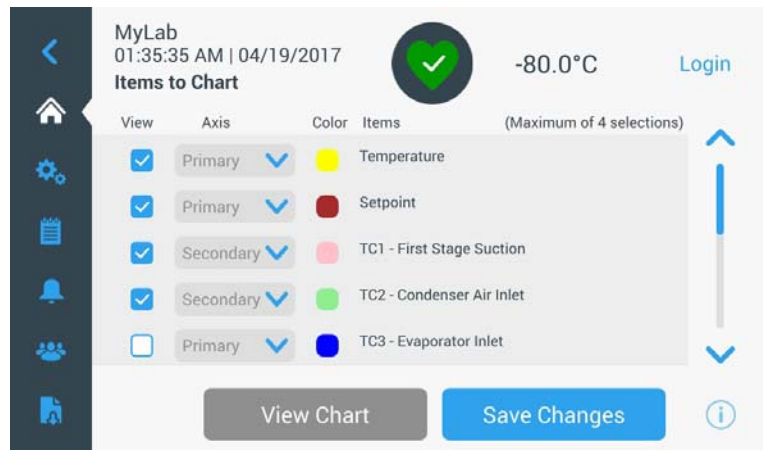 MyLab
01:35:35 AM | 04/19/2017
Items to Chart
-80.0°C
Login
View Axis Color Items (Maximum of 4 selections)
Primary Temperature
Primary Setpoint
Secondary TC1 - First Stage Suction
Secondary TC2 - Condenser Air Inlet
Primary TC3 - Evaporator Inlet
View Chart
Save Changes